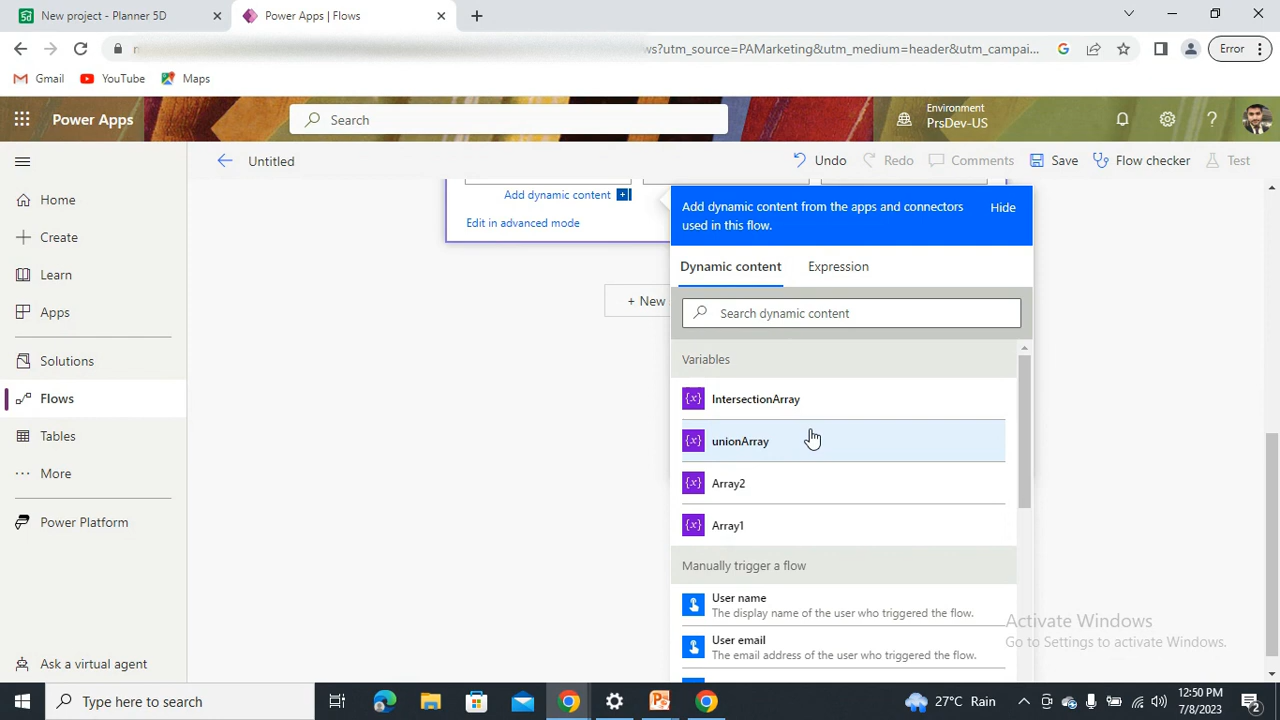 New project - Planner 5D
Power Apps | Flows
ws?utm_source=PAMarketing&utm_medium=header&utm_campai...
Error
Gmail
YouTube
Maps
Power Apps
Search
Environment
PrsDev-US
Untitled
Undo
Redo
Comments
Save
Flow checker
Test
Home
Create
Learn
Apps
Solutions
Flows
Tables
More
Power Platform
Ask a virtual agent
Add dynamic content
Edit in advanced mode
+ New
Add dynamic content from the apps and connectors
used in this flow.
Hide
Dynamic content
Expression
Search dynamic content
Variables
{x} IntersectionArray
{x} unionArray
{x} Array2
{x} Array1
Manually trigger a flow
User name
The display name of the user who triggered the flow.
User email
The email address of the user who triggered the flow.
Activate Windows
Go to Settings to activate Windows.
Type here to search
27°C Rain
12:50 PM
7/8/2023
2